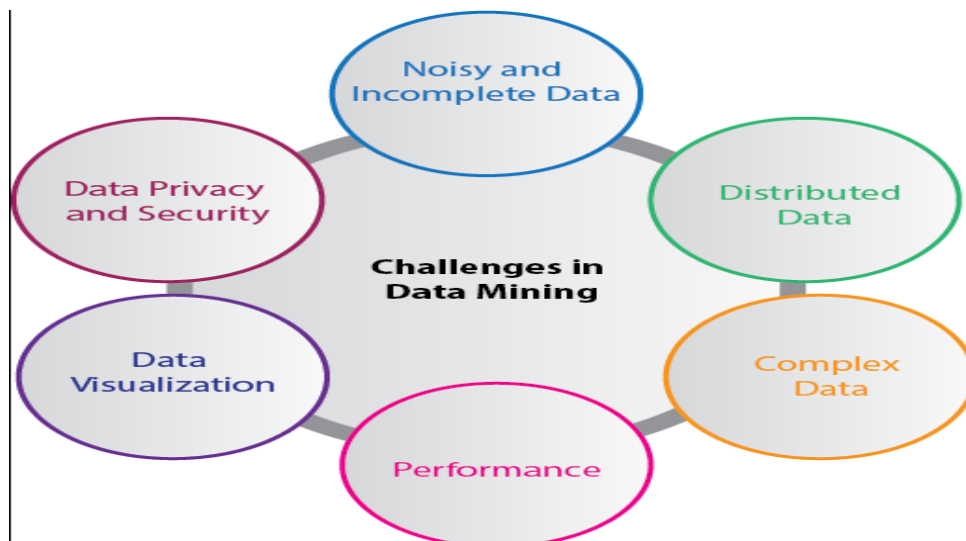 Noisy and
Incomplete Data
Data Privacy
and Security
Distributed
Data
Challenges in
Data Mining
Data
Visualization
Complex
Data
Performance